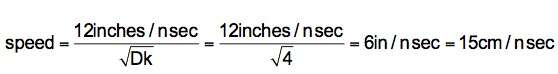 speed = 12inches / nsec / √Dk = 12inches / nsec / √4 = 6in / nsec = 15cm / nsec